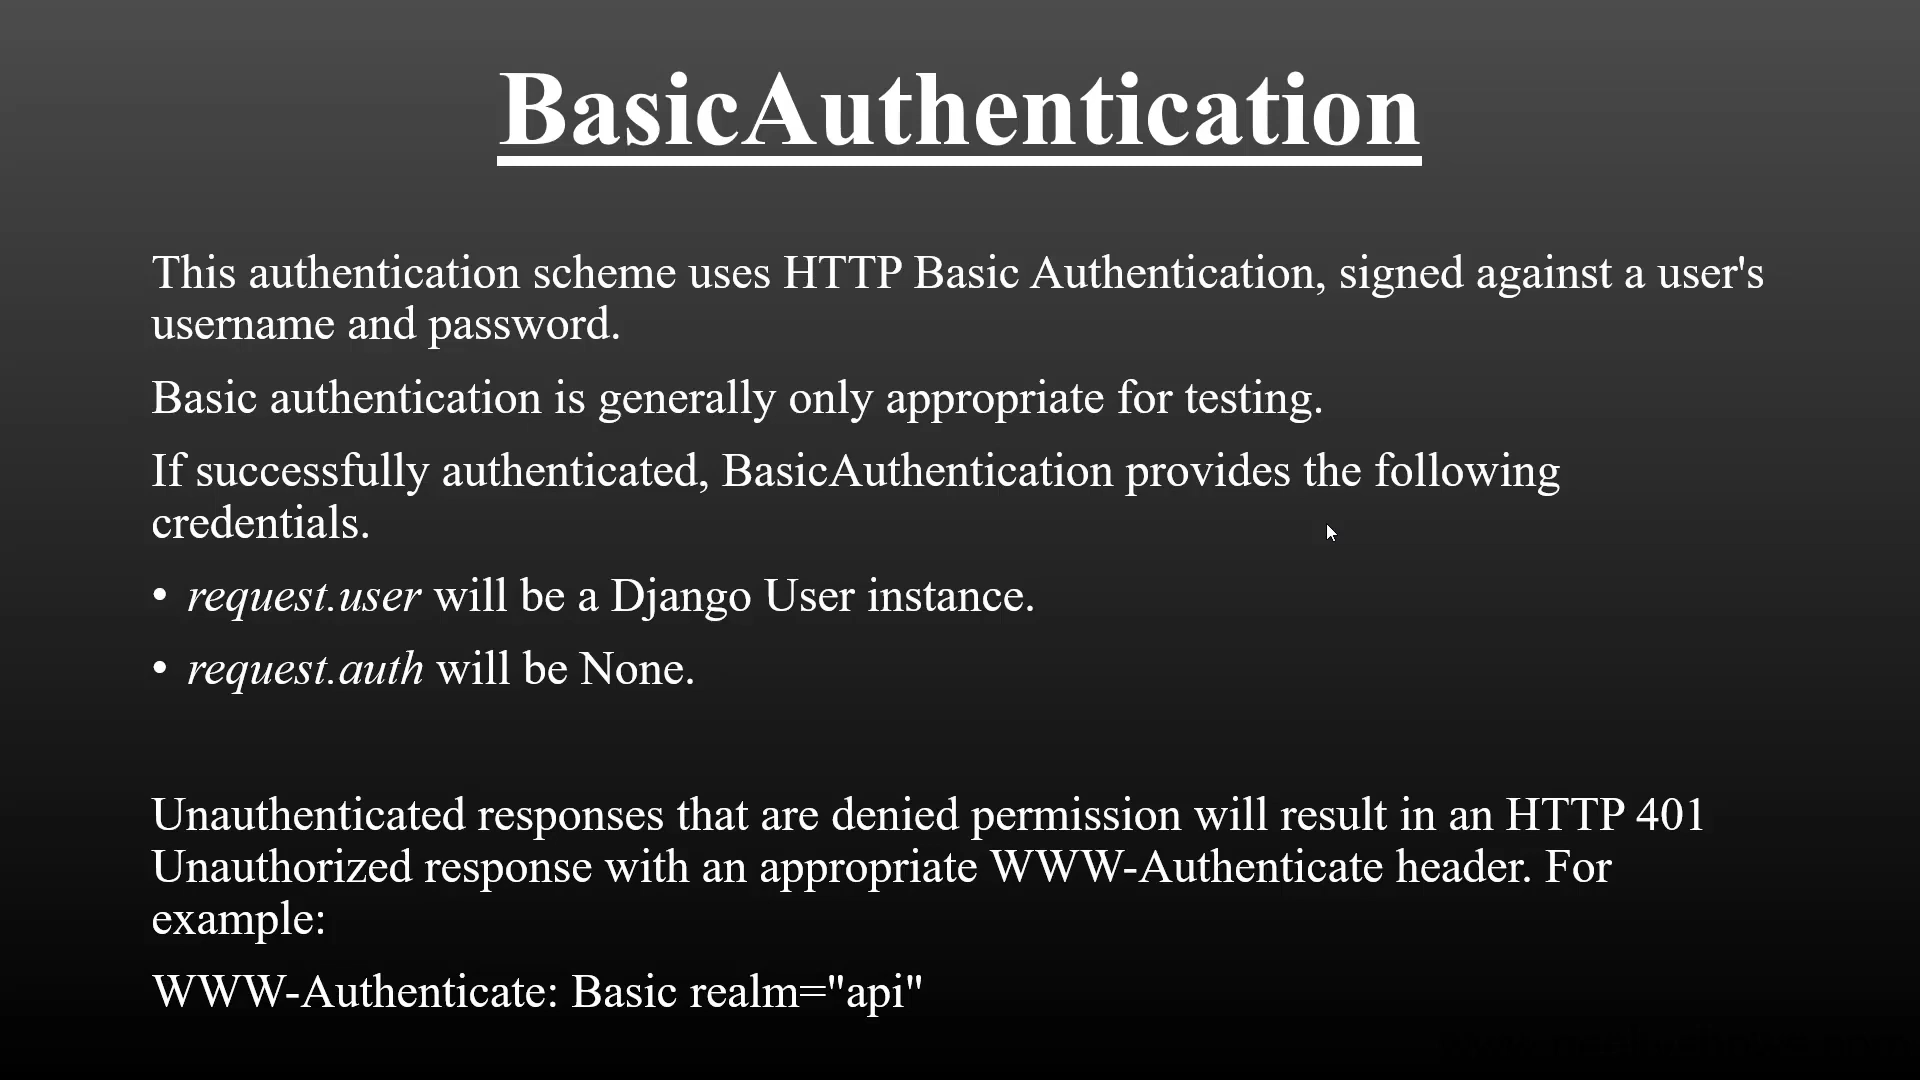 BasicAuthentication
This authentication scheme uses HTTP Basic Authentication, signed against a user's
username and password.
Basic authentication is generally only appropriate for testing.
If successfully authenticated, BasicAuthentication provides the following
credentials.
• request.user will be a Django User instance.
• request.auth will be None.
Unauthenticated responses that are denied permission will result in an HTTP 401
Unauthorized response with an appropriate WWW-Authenticate header. For
example:
WWW-Authenticate: Basic realm="api"